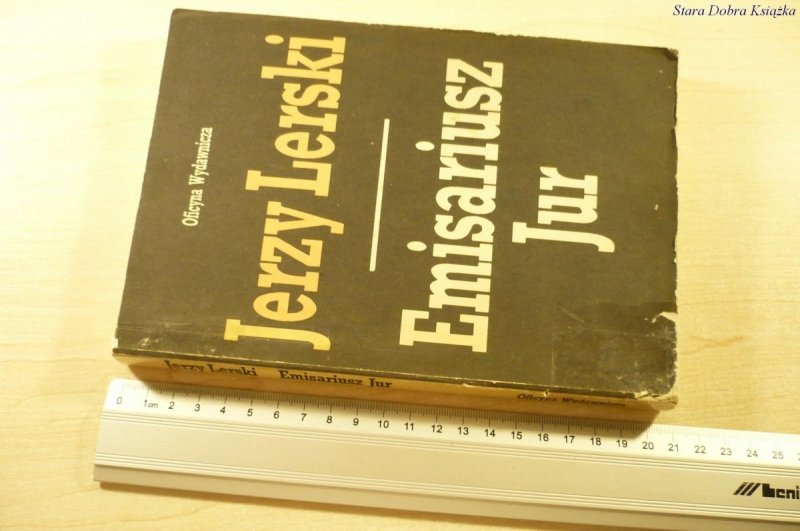 Stara Dobra Książka
Oficyna Wydawnicza
Jerzy Lerski
Emisariusz
Jur
Jerzy Lerski Emisariusz Jur Oficyna Wydawnicza
0 1cm 2 3 4 5 6 7 8 9 10 11 12 13 14 15 16 17 18 19 20 21 22 23 24 25